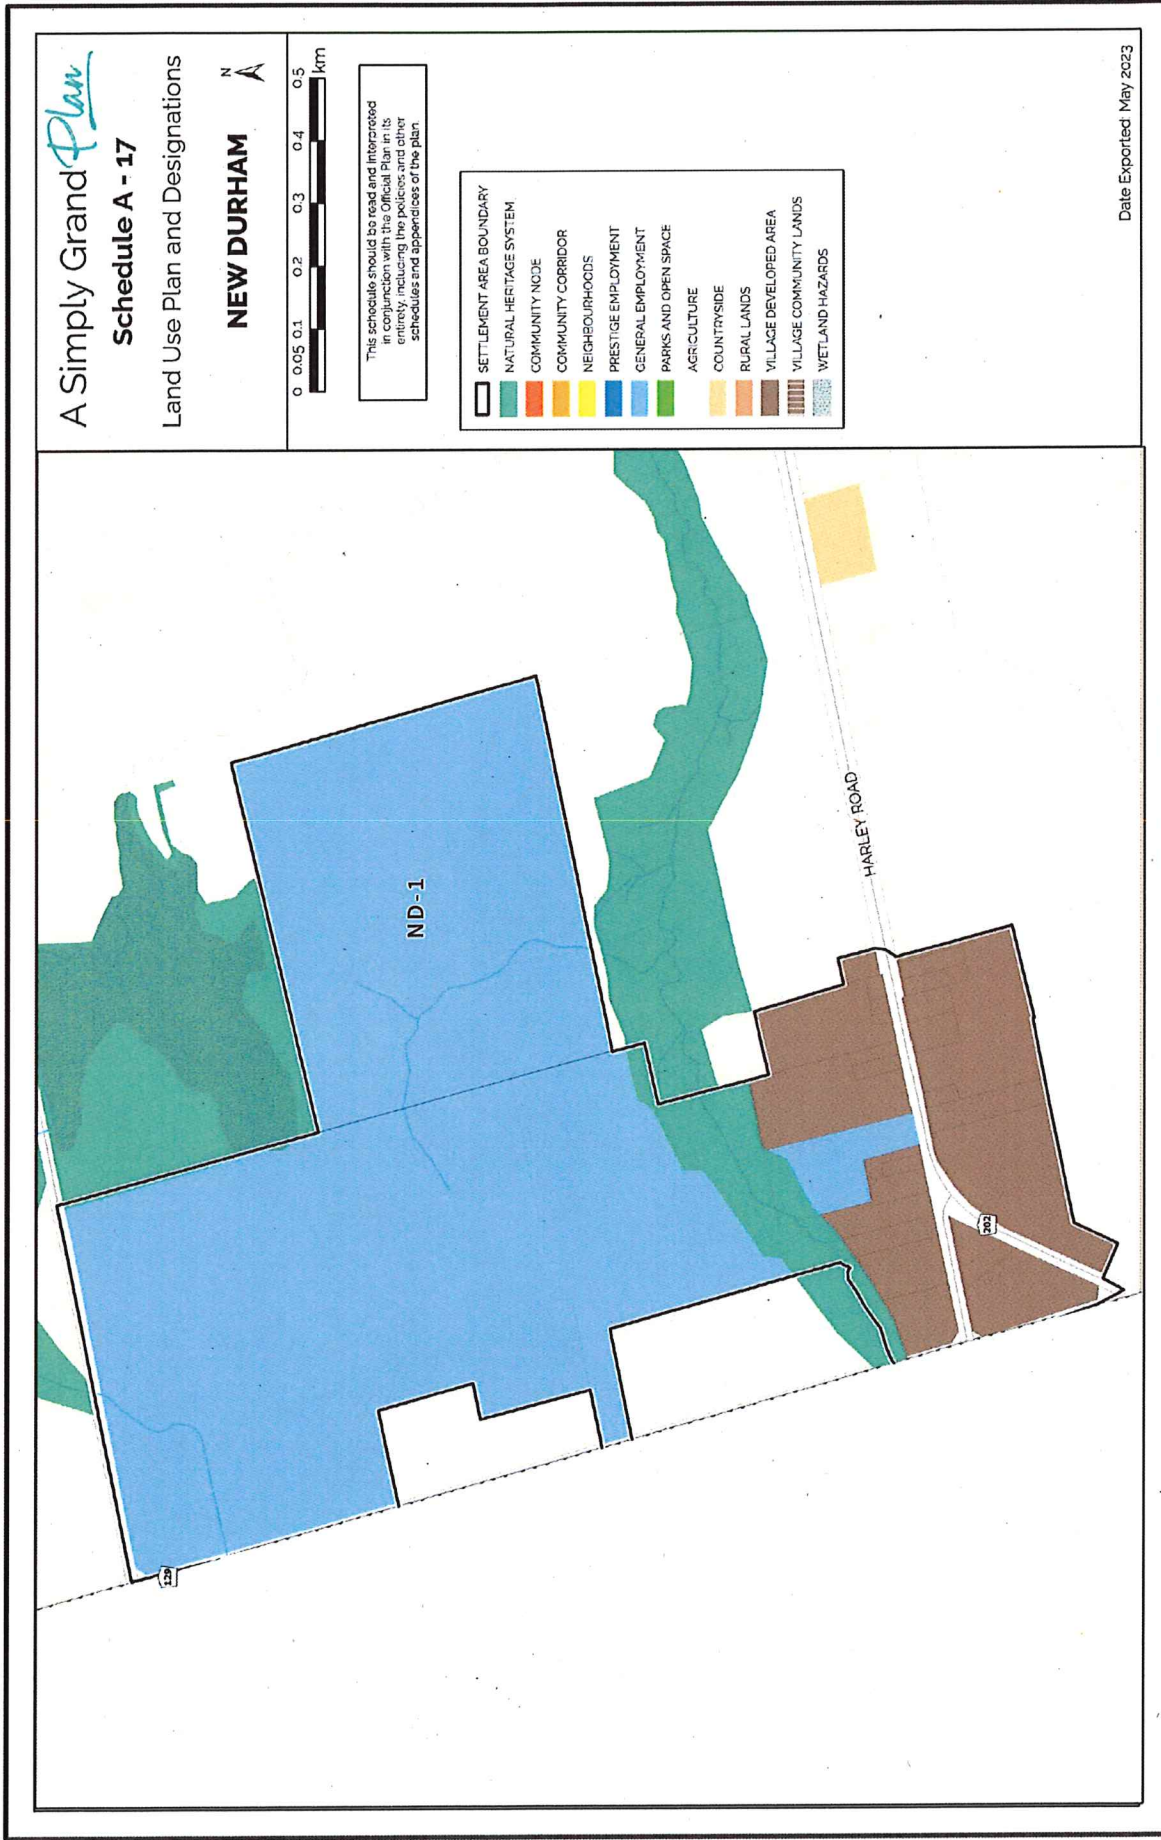 A Simply Grand Plan
Schedule A - 17
Land Use Plan and Designations
NEW DURHAM
N
0 0.05 0.1 0.2 0.3 0.4 0.5
km
This schedule should be read and interpreted
in conjunction with the Official Plan in its
entirety, including the policies and other
schedules and appendices of the plan.
SETTLEMENT AREA BOUNDARY
NATURAL HERITAGE SYSTEM
COMMUNITY NODE
COMMUNITY CORRIDOR
NEIGHBOURHOODS
PRESTIGE EMPLOYMENT
GENERAL EMPLOYMENT
PARKS AND OPEN SPACE
AGRICULTURE
COUNTRYSIDE
RURAL LANDS
VILLAGE DEVELOPED AREA
VILLAGE COMMUNITY LANDS
WETLAND HAZARDS
Date Exported: May 2023
129
ND-1
HARLEY ROAD
202